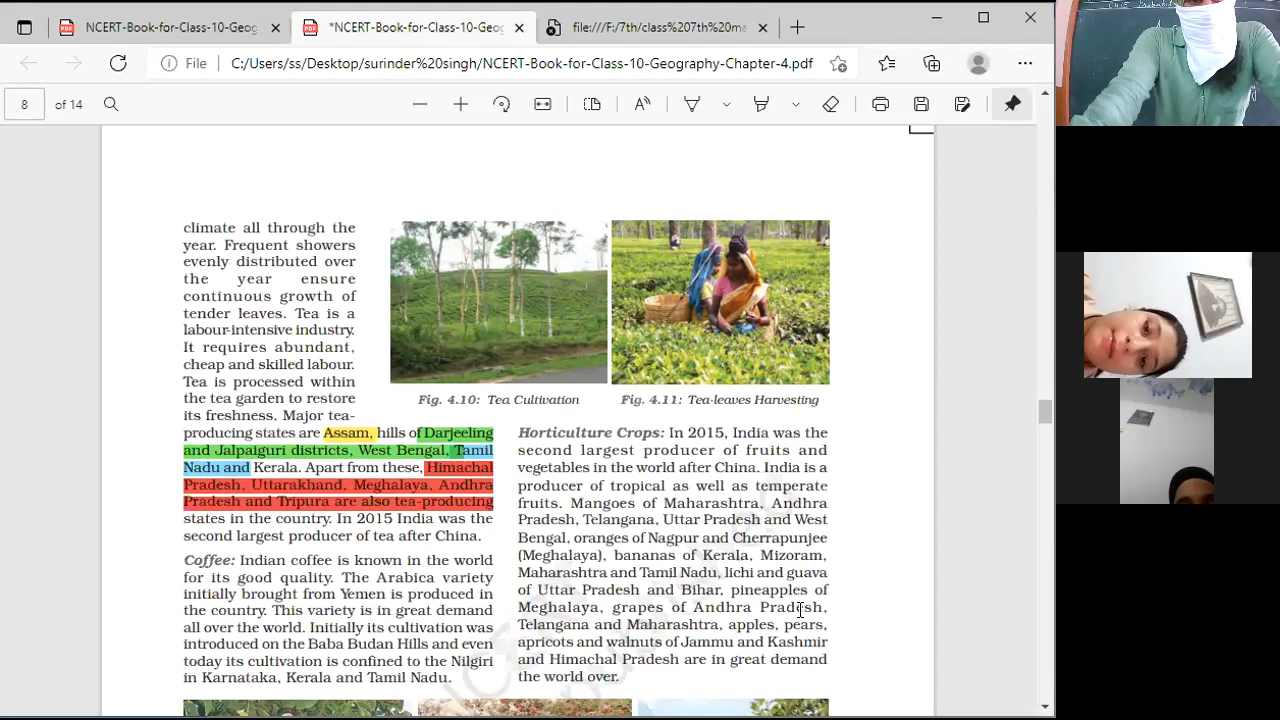 NCERT-Book-for-Class-10-Geog
*NCERT-Book-for-Class-10-Geog
file:///F:/7th/class%207th%20ma
File
C:/Users/ss/Desktop/surinder%20singh/NCERT-Book-for-Class-10-Geography-Chapter-4.pdf
8 of 14
climate all through the
year. Frequent showers
evenly distributed over
the year ensure
continuous growth of
tender leaves. Tea is a
labour-intensive industry.
It requires abundant,
cheap and skilled labour.
Tea is processed within
the tea garden to restore
its freshness. Major tea-
producing states are Assam, hills of Darjeeling
and Jalpaiguri districts, West Bengal, Tamil
Nadu and Kerala. Apart from these, Himachal
Pradesh, Uttarakhand, Meghalaya, Andhra
Pradesh and Tripura are also tea-producing
states in the country. In 2015 India was the
second largest producer of tea after China.
Coffee: Indian coffee is known in the world
for its good quality. The Arabica variety
initially brought from Yemen is produced in
the country. This variety is in great demand
all over the world. Initially its cultivation was
introduced on the Baba Budan Hills and even
today its cultivation is confined to the Nilgiri
in Karnataka, Kerala and Tamil Nadu.
Fig. 4.10: Tea Cultivation
Fig. 4.11: Tea-leaves Harvesting
Horticulture Crops: In 2015, India was the
second largest producer of fruits and
vegetables in the world after China. India is a
producer of tropical as well as temperate
fruits. Mangoes of Maharashtra, Andhra
Pradesh, Telangana, Uttar Pradesh and West
Bengal, oranges of Nagpur and Cherrapunjee
(Meghalaya), bananas of Kerala, Mizoram,
Maharashtra and Tamil Nadu, lichi and guava
of Uttar Pradesh and Bihar, pineapples of
Meghalaya, grapes of Andhra Pradesh,
Telangana and Maharashtra, apples, pears,
apricots and walnuts of Jammu and Kashmir
and Himachal Pradesh are in great demand
the world over.